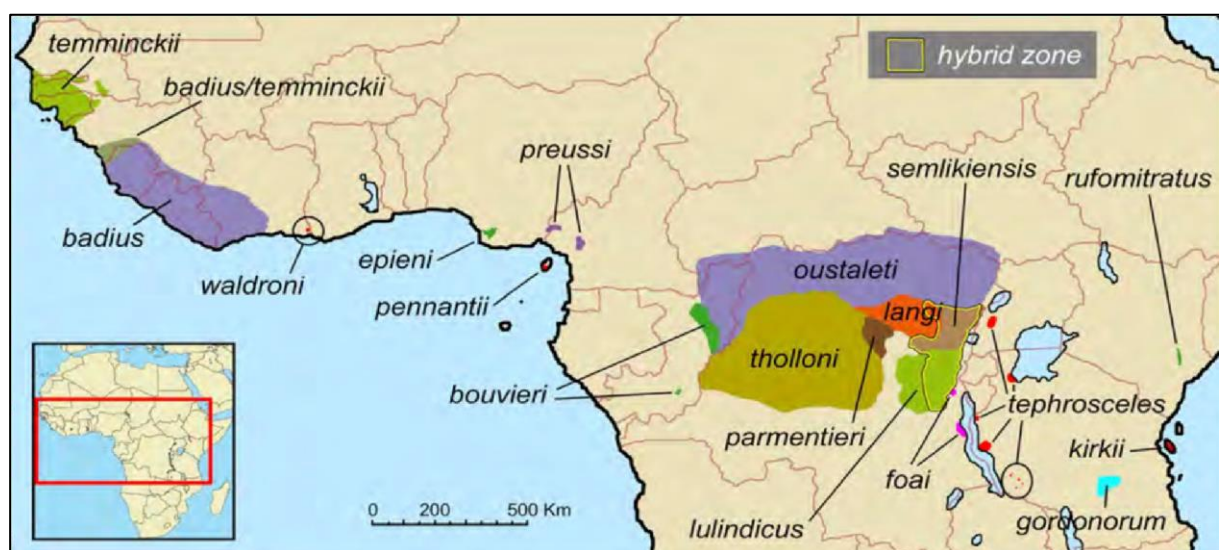 temminckii
badius/temminckii
hybrid zone
preussi
semlikiensis
rufomitratus
badius
waldroni
epieni
pennantii
oustaleti
langi
tholloni
bouvieri
parmentieri
tephrosceles
foai
kirkii
lulindicus
gordonorum
0 250 500 Km